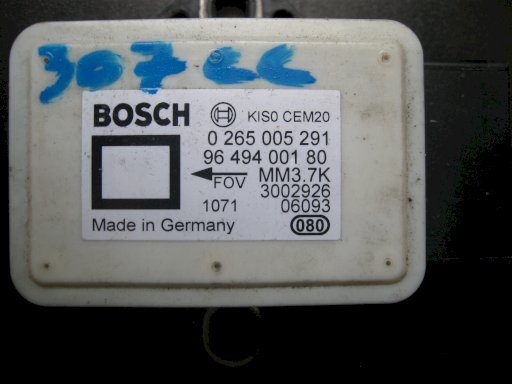 307 CC
BOSCH KIS0 CEM20
0 265 005 291
96 494 001 80
FOV MM3.7K
3002926
1071 06093
Made in Germany 080